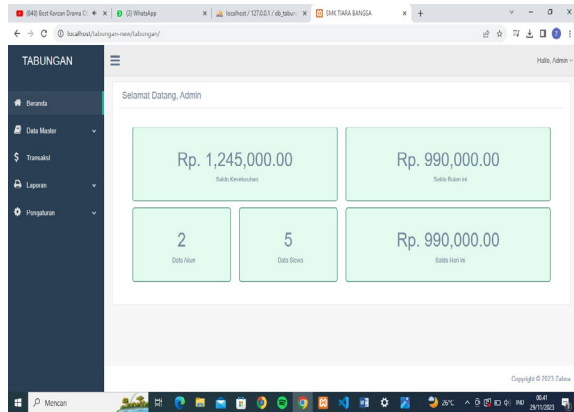 (840) Best Korean Drama O
(3) WhatsApp
localhost / 127.0.0.1 / db_tabun
SMK TIARA BANGSA
localhost/tabungan-new/tabungan/
TABUNGAN
Hallo, Admin
Beranda
Data Master
Transaksi
Laporan
Pengaturan
Selamat Datang, Admin
Rp. 1,245,000.00
Saldo Keseluruhan
Rp. 990,000.00
Saldo Bulan ini
2
Data Akun
5
Data Siswa
Rp. 990,000.00
Saldo Hari ini
Copyright © 2023 Zabna
Mencari
26°C
IND
00.41
29/11/2023